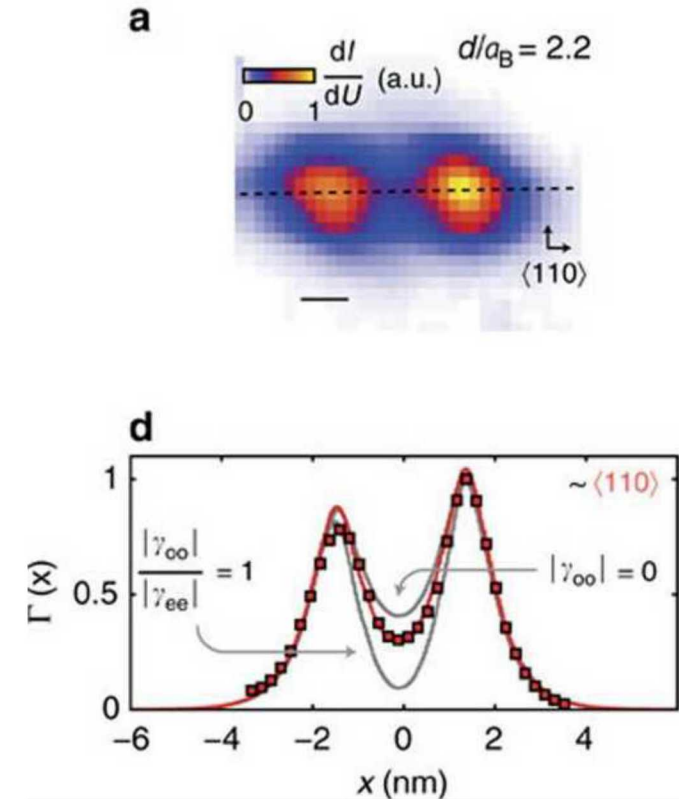 a
dI
dU
(a.u.)
d/aB = 2.2
0 1
⟨110⟩
d
1
~ ⟨110⟩
|γoo|
|γee|
= 1
|γoo| = 0
0.5
Γ (x)
0
−6 −4 −2 0 2 4
x (nm)